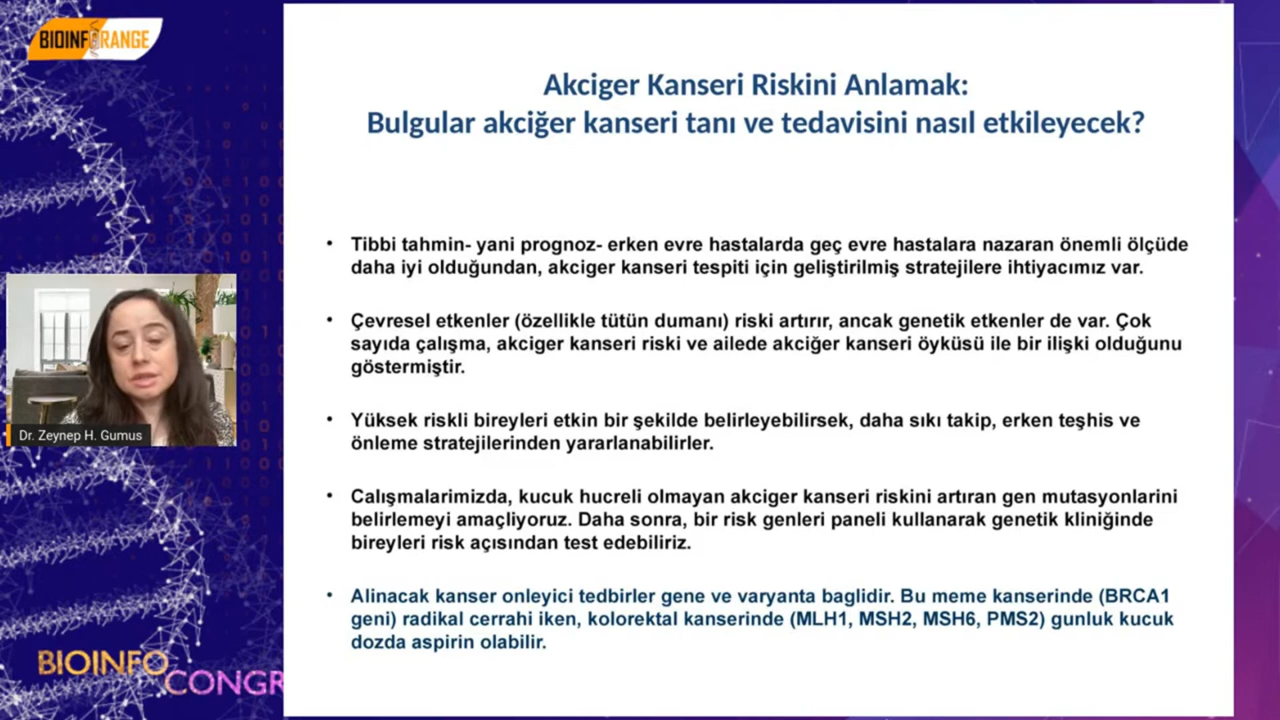 BIOINFORANGE
Akciger Kanseri Riskini Anlamak:
Bulgular akciğer kanseri tanı ve tedavisini nasıl etkileyecek?
• Tibbi tahmin- yani prognoz- erken evre hastalarda geç evre hastalara nazaran önemli ölçüde
daha iyi olduğundan, akciger kanseri tespiti için geliştirilmiş stratejilere ihtiyacımız var.
• Çevresel etkenler (özellikle tütün dumanı) riski artırır, ancak genetik etkenler de var. Çok
sayıda çalışma, akciger kanseri riski ve ailede akciğer kanseri öyküsü ile bir ilişki olduğunu
göstermiştir.
• Yüksek riskli bireyleri etkin bir şekilde belirleyebilirsek, daha sıkı takip, erken teşhis ve
önleme stratejilerinden yararlanabilirler.
• Calışmalarimizda, kucuk hucreli olmayan akciger kanseri riskini artıran gen mutasyonlarini
belirlemeyi amaçliyoruz. Daha sonra, bir risk genleri paneli kullanarak genetik kliniğinde
bireyleri risk açısından test edebiliriz.
• Alinacak kanser onleyici tedbirler gene ve varyanta baglidir. Bu meme kanserinde (BRCA1
geni) radikal cerrahi iken, kolorektal kanserinde (MLH1, MSH2, MSH6, PMS2) gunluk kucuk
dozda aspirin olabilir.
Dr. Zeynep H. Gumus
BIOINFO
CONGR